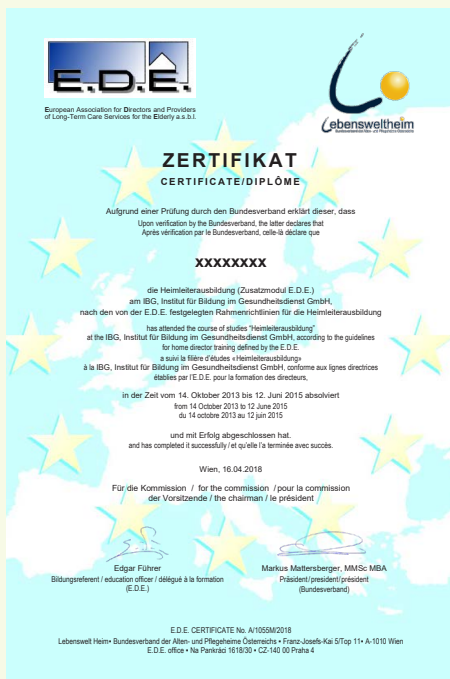 E.D.E.
European Association for Directors and Providers
of Long-Term Care Services for the Elderly a.s.b.l.
Lebensweltheim
ZERTIFIKAT
CERTIFICATE/DIPLÔME
Aufgrund einer Prüfung durch den Bundesverband erklärt dieser, dass
Upon verification by the Bundesverband, the latter declares that
Après vérification par le Bundesverband, celle-là déclare que
XXXXXXXX
die Heimleiterausbildung (Zusatzmodul E.D.E.)
am IBG, Institut für Bildung im Gesundheitsdienst GmbH,
nach den von der E.D.E. festgelegten Rahmenrichtlinien für die Heimleiterausbildung
has attended the course of studies "Heimleiterausbildung"
at the IBG, Institut für Bildung im Gesundheitsdienst GmbH, according to the guidelines
for home director training defined by the E.D.E.
a suivi la filière d'études «Heimleiterausbildung»
à la IBG, Institut für Bildung im Gesundheitsdienst GmbH, conforme aux lignes directrices
établies par l'E.D.E. pour la formation des directeurs,
in der Zeit vom 14. Oktober 2013 bis 12. Juni 2015 absolviert
from 14 October 2013 to 12 June 2015
du 14 octobre 2013 au 12 juin 2015
und mit Erfolg abgeschlossen hat.
and has completed it successfully / et qu'elle l'a terminée avec succès.
Wien, 16.04.2018
Für die Kommission / for the commission / pour la commission
der Vorsitzende / the chairman / le président
Edgar Führer
Bildungsreferent / education officer / délégué à la formation
(E.D.E.)
Markus Mattersberger, MMSc MBA
Präsident/president/président
(Bundesverband)
E.D.E. CERTIFICATE No. A/1055M/2018
Lebenswelt Heim• Bundesverband der Alten- und Pflegeheime Österreichs • Franz-Josefs-Kai 5/Top 11• A-1010 Wien
E.D.E. office • Na Pankráci 1618/30 • CZ-140 00 Praha 4